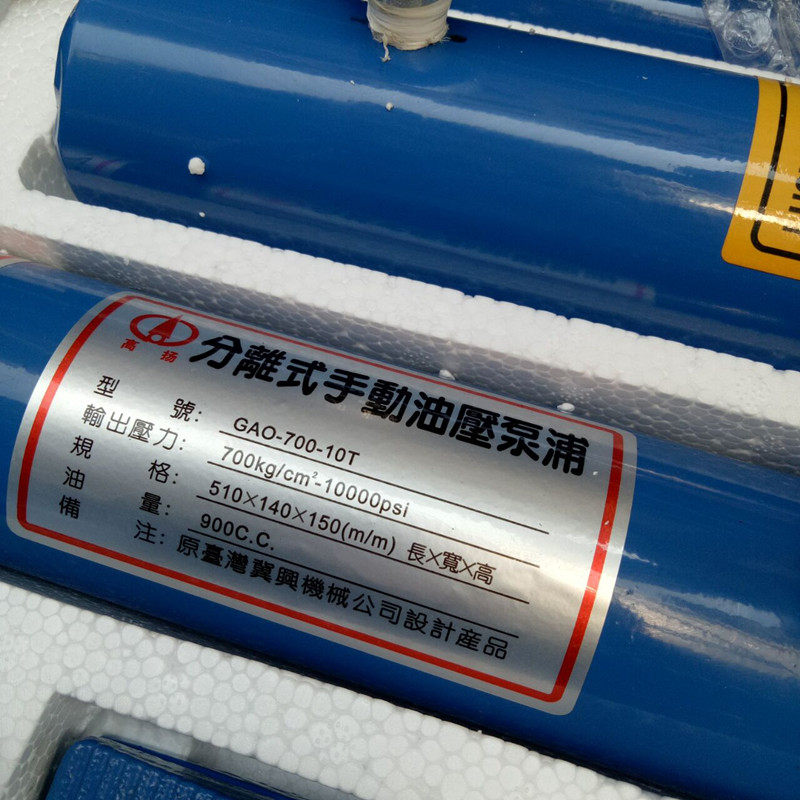 高扬
分離式手動油壓泵浦
型號: GAO-700-10T
輸出壓力: 700kg/cm²-10000psi
規格: 510×140×150(m/m) 長×寬×高
油量: 900C.C.
備注: 原臺灣冀興機械公司設計産品